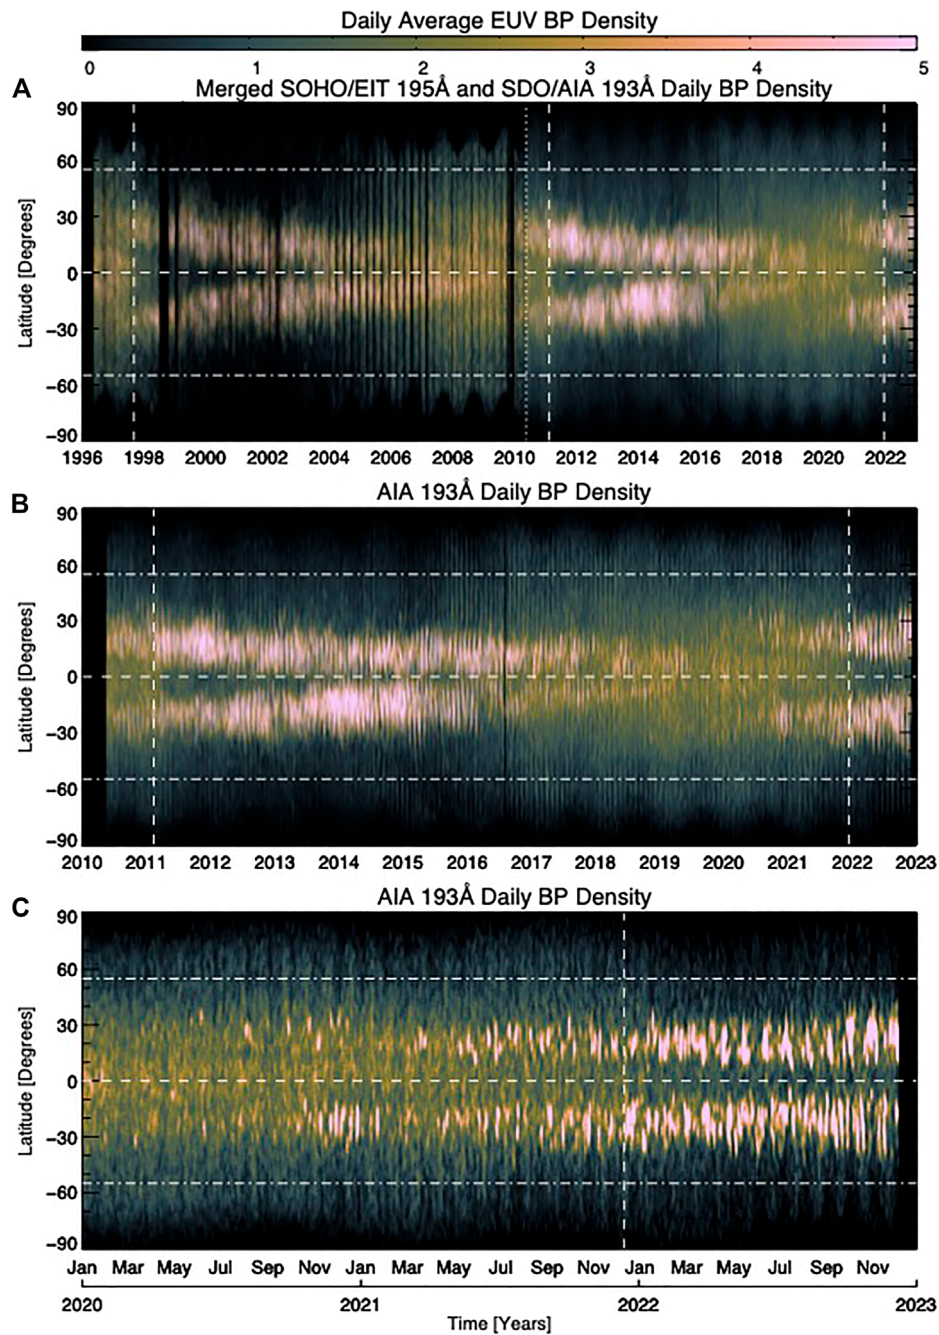 Daily Average EUV BP Density
0 1 2 3 4 5
A
Merged SOHO/EIT 195Å and SDO/AIA 193Å Daily BP Density
90
60
30
0
−30
−60
−90
Latitude [Degrees]
1996 1998 2000 2002 2004 2006 2008 2010 2012 2014 2016 2018 2020 2022
B
AIA 193Å Daily BP Density
90
60
30
0
−30
−60
−90
Latitude [Degrees]
2010 2011 2012 2013 2014 2015 2016 2017 2018 2019 2020 2021 2022 2023
C
AIA 193Å Daily BP Density
90
60
30
0
−30
−60
−90
Latitude [Degrees]
Jan Mar May Jul Sep Nov Jan Mar May Jul Sep Nov Jan Mar May Jul Sep Nov
2020 2021 2022 2023
Time [Years]